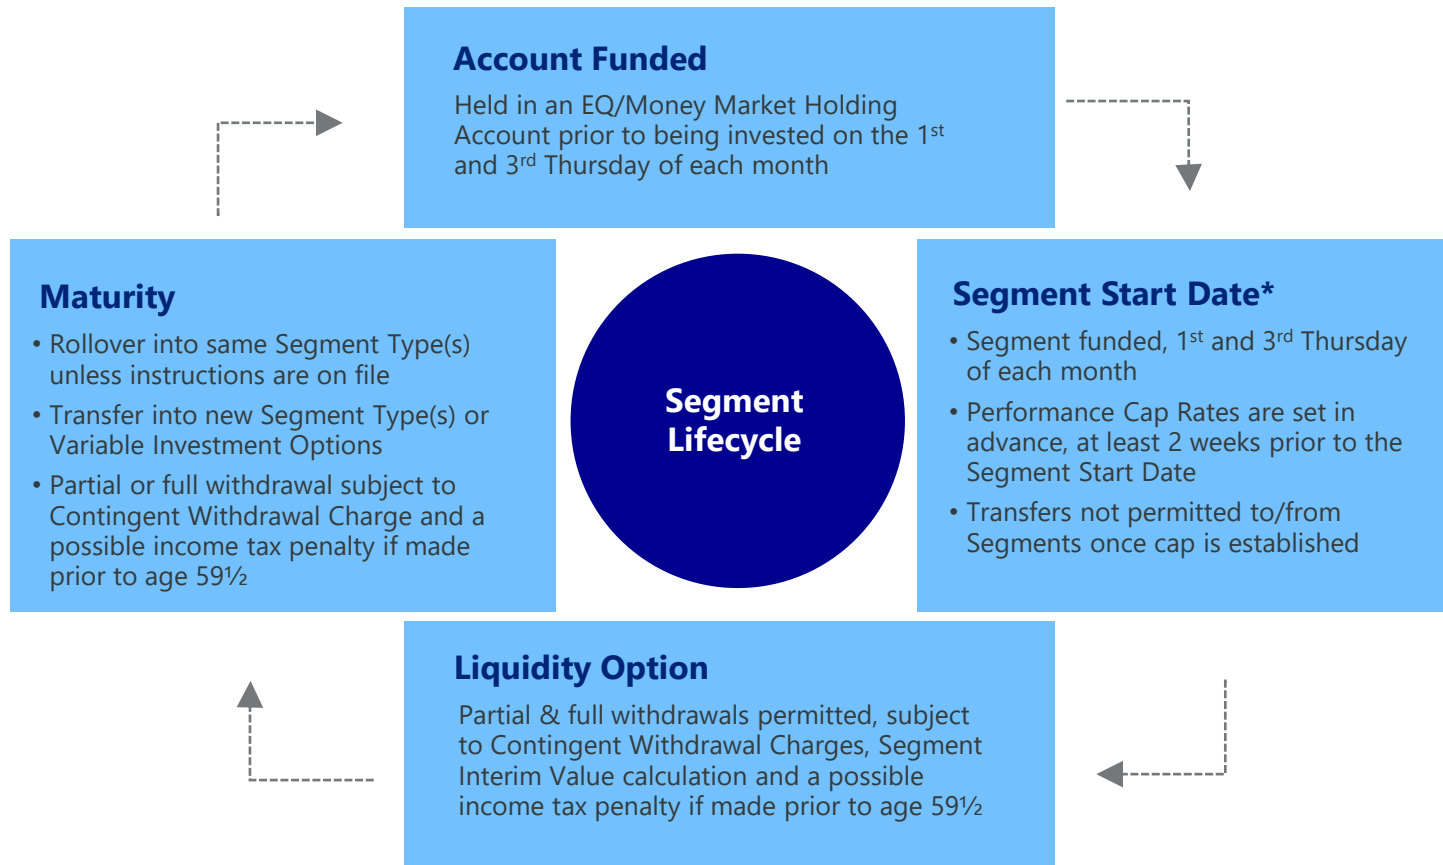 Account Funded
Held in an EQ/Money Market Holding
Account prior to being invested on the 1st
and 3rd Thursday of each month
Maturity
• Rollover into same Segment Type(s)
unless instructions are on file
• Transfer into new Segment Type(s) or
Variable Investment Options
• Partial or full withdrawal subject to
Contingent Withdrawal Charge and a
possible income tax penalty if made
prior to age 59½
Segment
Lifecycle
Segment Start Date*
• Segment funded, 1st and 3rd Thursday
of each month
• Performance Cap Rates are set in
advance, at least 2 weeks prior to the
Segment Start Date
• Transfers not permitted to/from
Segments once cap is established
Liquidity Option
Partial & full withdrawals permitted, subject
to Contingent Withdrawal Charges, Segment
Interim Value calculation and a possible
income tax penalty if made prior to age 59½